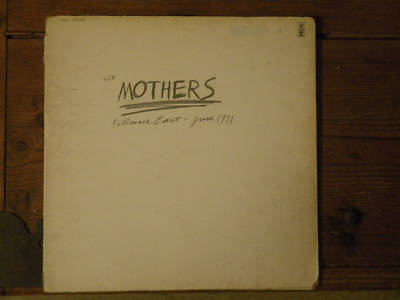 THE
MOTHERS
Fillmore East - June 1971